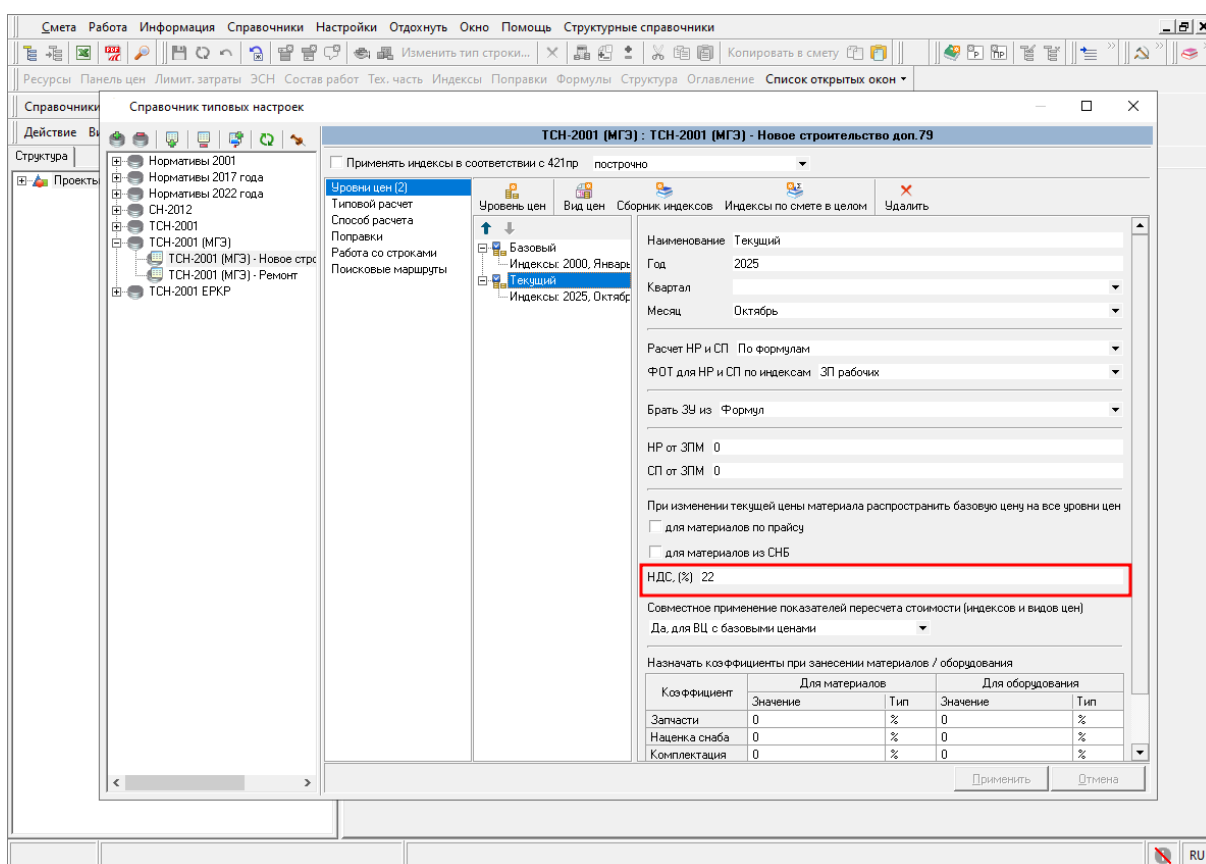 Смета Работа Информация Справочники Настройки Отдохнуть Окно Помощь Структурные справочники
Изменить тип строки... Копировать в смету
Ресурсы Панель цен Лимит. затраты ЭСН Состав работ Тех. часть Индексы Поправки Формулы Структура Оглавление Список открытых окон
Справочники
Справочник типовых настроек
Действие
Структура
Проекты
ТСН-2001 (МГЭ) : ТСН-2001 (МГЭ) - Новое строительство доп.79
Нормативы 2001
Нормативы 2017 года
Нормативы 2022 года
СН-2012
ТСН-2001
ТСН-2001 (МГЭ)
ТСН-2001 (МГЭ) - Новое стро
ТСН-2001 (МГЭ) - Ремонт
ТСН-2001 ЕРКР
Применять индексы в соответствии с 421пр построчно
Уровни цен (2)
Типовой расчет
Способ расчета
Поправки
Работа со строками
Поисковые маршруты
Уровень цен Вид цен Сборник индексов Индексы по смете в целом Удалить
Базовый
Индексы: 2000, Январь
Текущий
Индексы: 2025, Октябр
Наименование Текущий
Год 2025
Квартал
Месяц Октябрь
Расчет НР и СП По формулам
ФОТ для НР и СП по индексам ЗП рабочих
Брать ЗУ из Формул
НР от ЗПМ 0
СП от ЗПМ 0
При изменении текущей цены материала распространить базовую цену на все уровни цен
для материалов по прайсу
для материалов из СНБ
НДС, (%) 22
Совместное применение показателей пересчета стоимости (индексов и видов цен)
Да, для ВЦ с базовыми ценами
Назначать коэффициенты при занесении материалов / оборудования
Коэффициент Для материалов Для оборудования
Значение Тип Значение Тип
Запчасти 0 % 0 %
Наценка снаба 0 % 0 %
Комплектация 0 % 0 %
Применить Отмена
RU